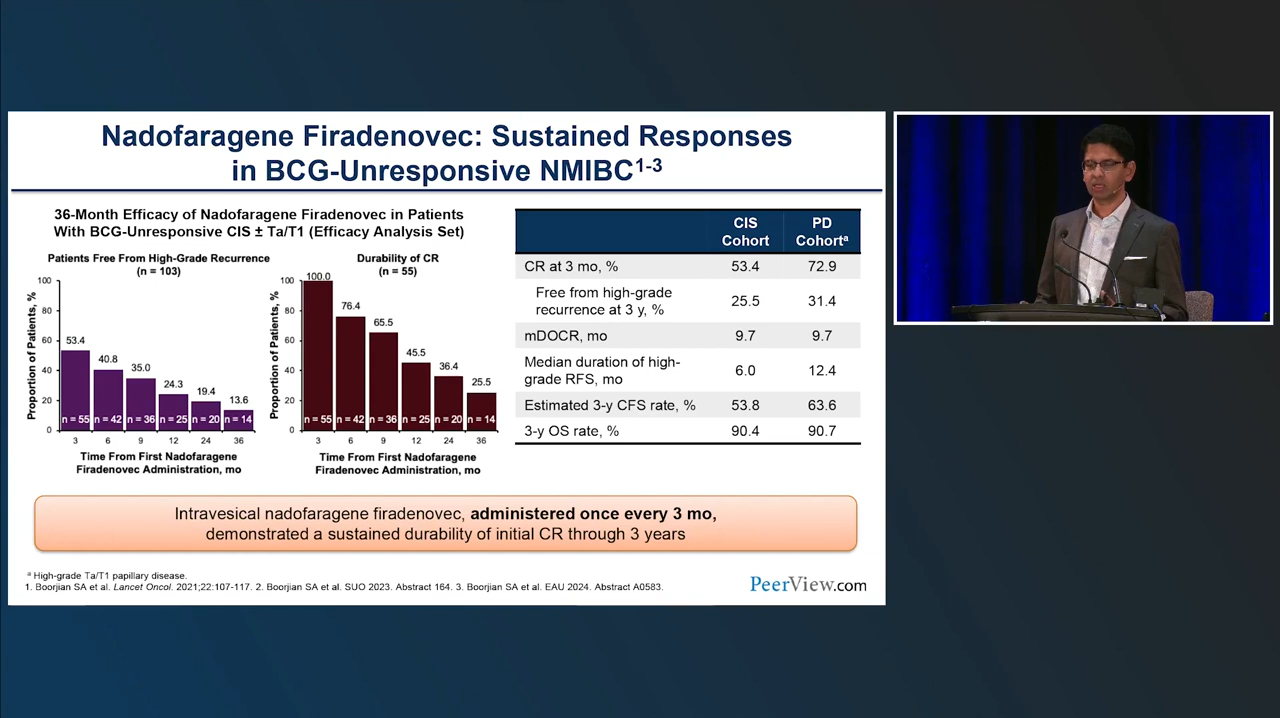 Nadofaragene Firadenovec: Sustained Responses
in BCG-Unresponsive NMIBC1-3
36-Month Efficacy of Nadofaragene Firadenovec in Patients
With BCG-Unresponsive CIS ± Ta/T1 (Efficacy Analysis Set)
Patients Free From High-Grade Recurrence
(n = 103)
Proportion of Patients, %
100
80
60
40
20
0
53.4
40.8
35.0
24.3
19.4
13.6
n = 55 n = 42 n = 36 n = 25 n = 20 n = 14
3 6 9 12 24 36
Time From First Nadofaragene
Firadenovec Administration, mo
Durability of CR
(n = 55)
Proportion of Patients, %
100
80
60
40
20
0
100.0
76.4
65.5
45.5
36.4
25.5
n = 55 n = 42 n = 36 n = 25 n = 20 n = 14
3 6 9 12 24 36
Time From First Nadofaragene
Firadenovec Administration, mo
CIS PD
Cohort Cohorta
CR at 3 mo, % 53.4 72.9
Free from high-grade
recurrence at 3 y, % 25.5 31.4
mDOCR, mo 9.7 9.7
Median duration of high-
grade RFS, mo 6.0 12.4
Estimated 3-y CFS rate, % 53.8 63.6
3-y OS rate, % 90.4 90.7
Intravesical nadofaragene firadenovec, administered once every 3 mo,
demonstrated a sustained durability of initial CR through 3 years
a High-grade Ta/T1 papillary disease.
1. Boorjian SA et al. Lancet Oncol. 2021;22:107-117. 2. Boorjian SA et al. SUO 2023. Abstract 164. 3. Boorjian SA et al. EAU 2024. Abstract A0583.
PeerView.com